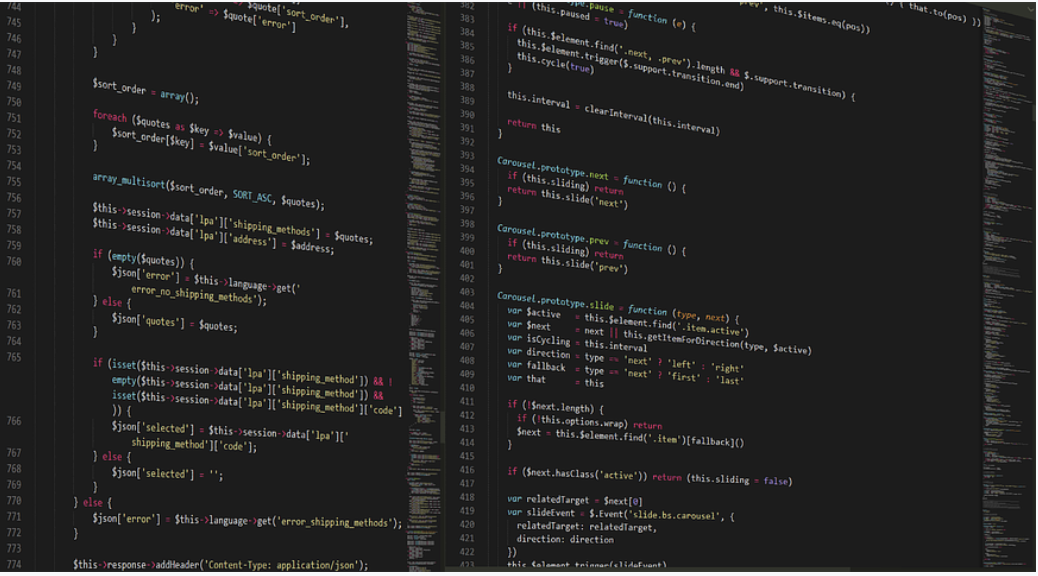 744 $quote['sort_order'],
745 'error' => $quote['error']
);
746 }
747 }
748 }
749 $sort_order = array();
750
751 foreach ($quotes as $key => $value) {
752 $sort_order[$key] = $value['sort_order'];
753 }
754
755 array_multisort($sort_order, SORT_ASC, $quotes);
756
757 $this->session->data['lpa']['shipping_methods'] = $quotes;
758 $this->session->data['lpa']['address'] = $address;
759
760 if (empty($quotes)) {
$json['error'] = $this->language->get('
error_no_shipping_methods');
761 } else {
762 $json['quotes'] = $quotes;
763 }
764
765 if (isset($this->session->data['lpa']['shipping_method']) && !
empty($this->session->data['lpa']['shipping_method']) &&
isset($this->session->data['lpa']['shipping_method']['code']
)) {
766 $json['selected'] = $this->session->data['lpa']['
shipping_method']['code'];
767 } else {
768 $json['selected'] = '';
769 }
770 } else {
771 $json['error'] = $this->language->get('error_shipping_methods');
772 }
773
774 $this->response->addHeader('Content-Type: application/json');
382 || (this.paused = true)
383
384 if (this.$element.find('.next, .prev').length && $.support.transition) {
385 this.$element.trigger($.support.transition.end)
386 this.cycle(true)
387 }
388
389 this.interval = clearInterval(this.interval)
390
391 return this
392 }
393
394 Carousel.prototype.next = function () {
395 if (this.sliding) return
396 return this.slide('next')
397 }
398
399 Carousel.prototype.prev = function () {
400 if (this.sliding) return
401 return this.slide('prev')
402 }
403
404 Carousel.prototype.slide = function (type, next) {
405 var $active = this.$element.find('.item.active')
406 var $next = next || this.getItemForDirection(type, $active)
407 var isCycling = this.interval
408 var direction = type == 'next' ? 'left' : 'right'
409 var fallback = type == 'next' ? 'first' : 'last'
410 var that = this
411
412 if (!$next.length) {
413 if (!this.options.wrap) return
414 $next = this.$element.find('.item')[fallback]()
415 }
416
417 if ($next.hasClass('active')) return (this.sliding = false)
418
419 var relatedTarget = $next[0]
420 var slideEvent = $.Event('slide.bs.carousel', {
421 relatedTarget: relatedTarget,
422 direction: direction
})
423 this.$element.trigger(slideEvent)